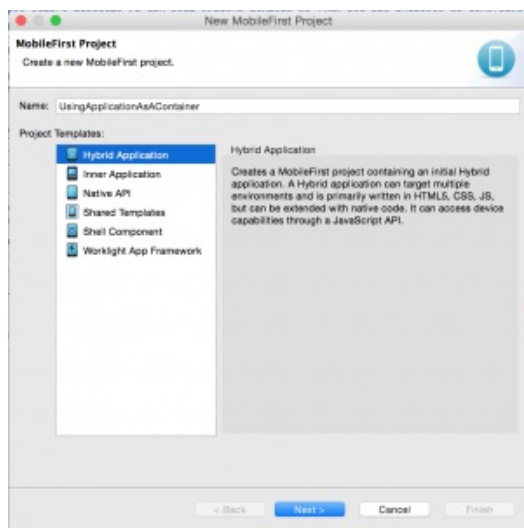 New MobileFirst Project
MobileFirst Project
Create a new MobileFirst project.
Name: UsingApplicationAsAContainer
Project Templates:
Hybrid Application
Inner Application
Native API
Shared Templates
Shell Component
Worklight App Framework
Hybrid Application
Creates a MobileFirst project containing an initial Hybrid
application. A Hybrid application can target multiple
environments and is primarily written in HTML5, CSS, JS,
but can be extended with native code. It can access device
capabilities through a JavaScript API.
< Back Next > Cancel Finish